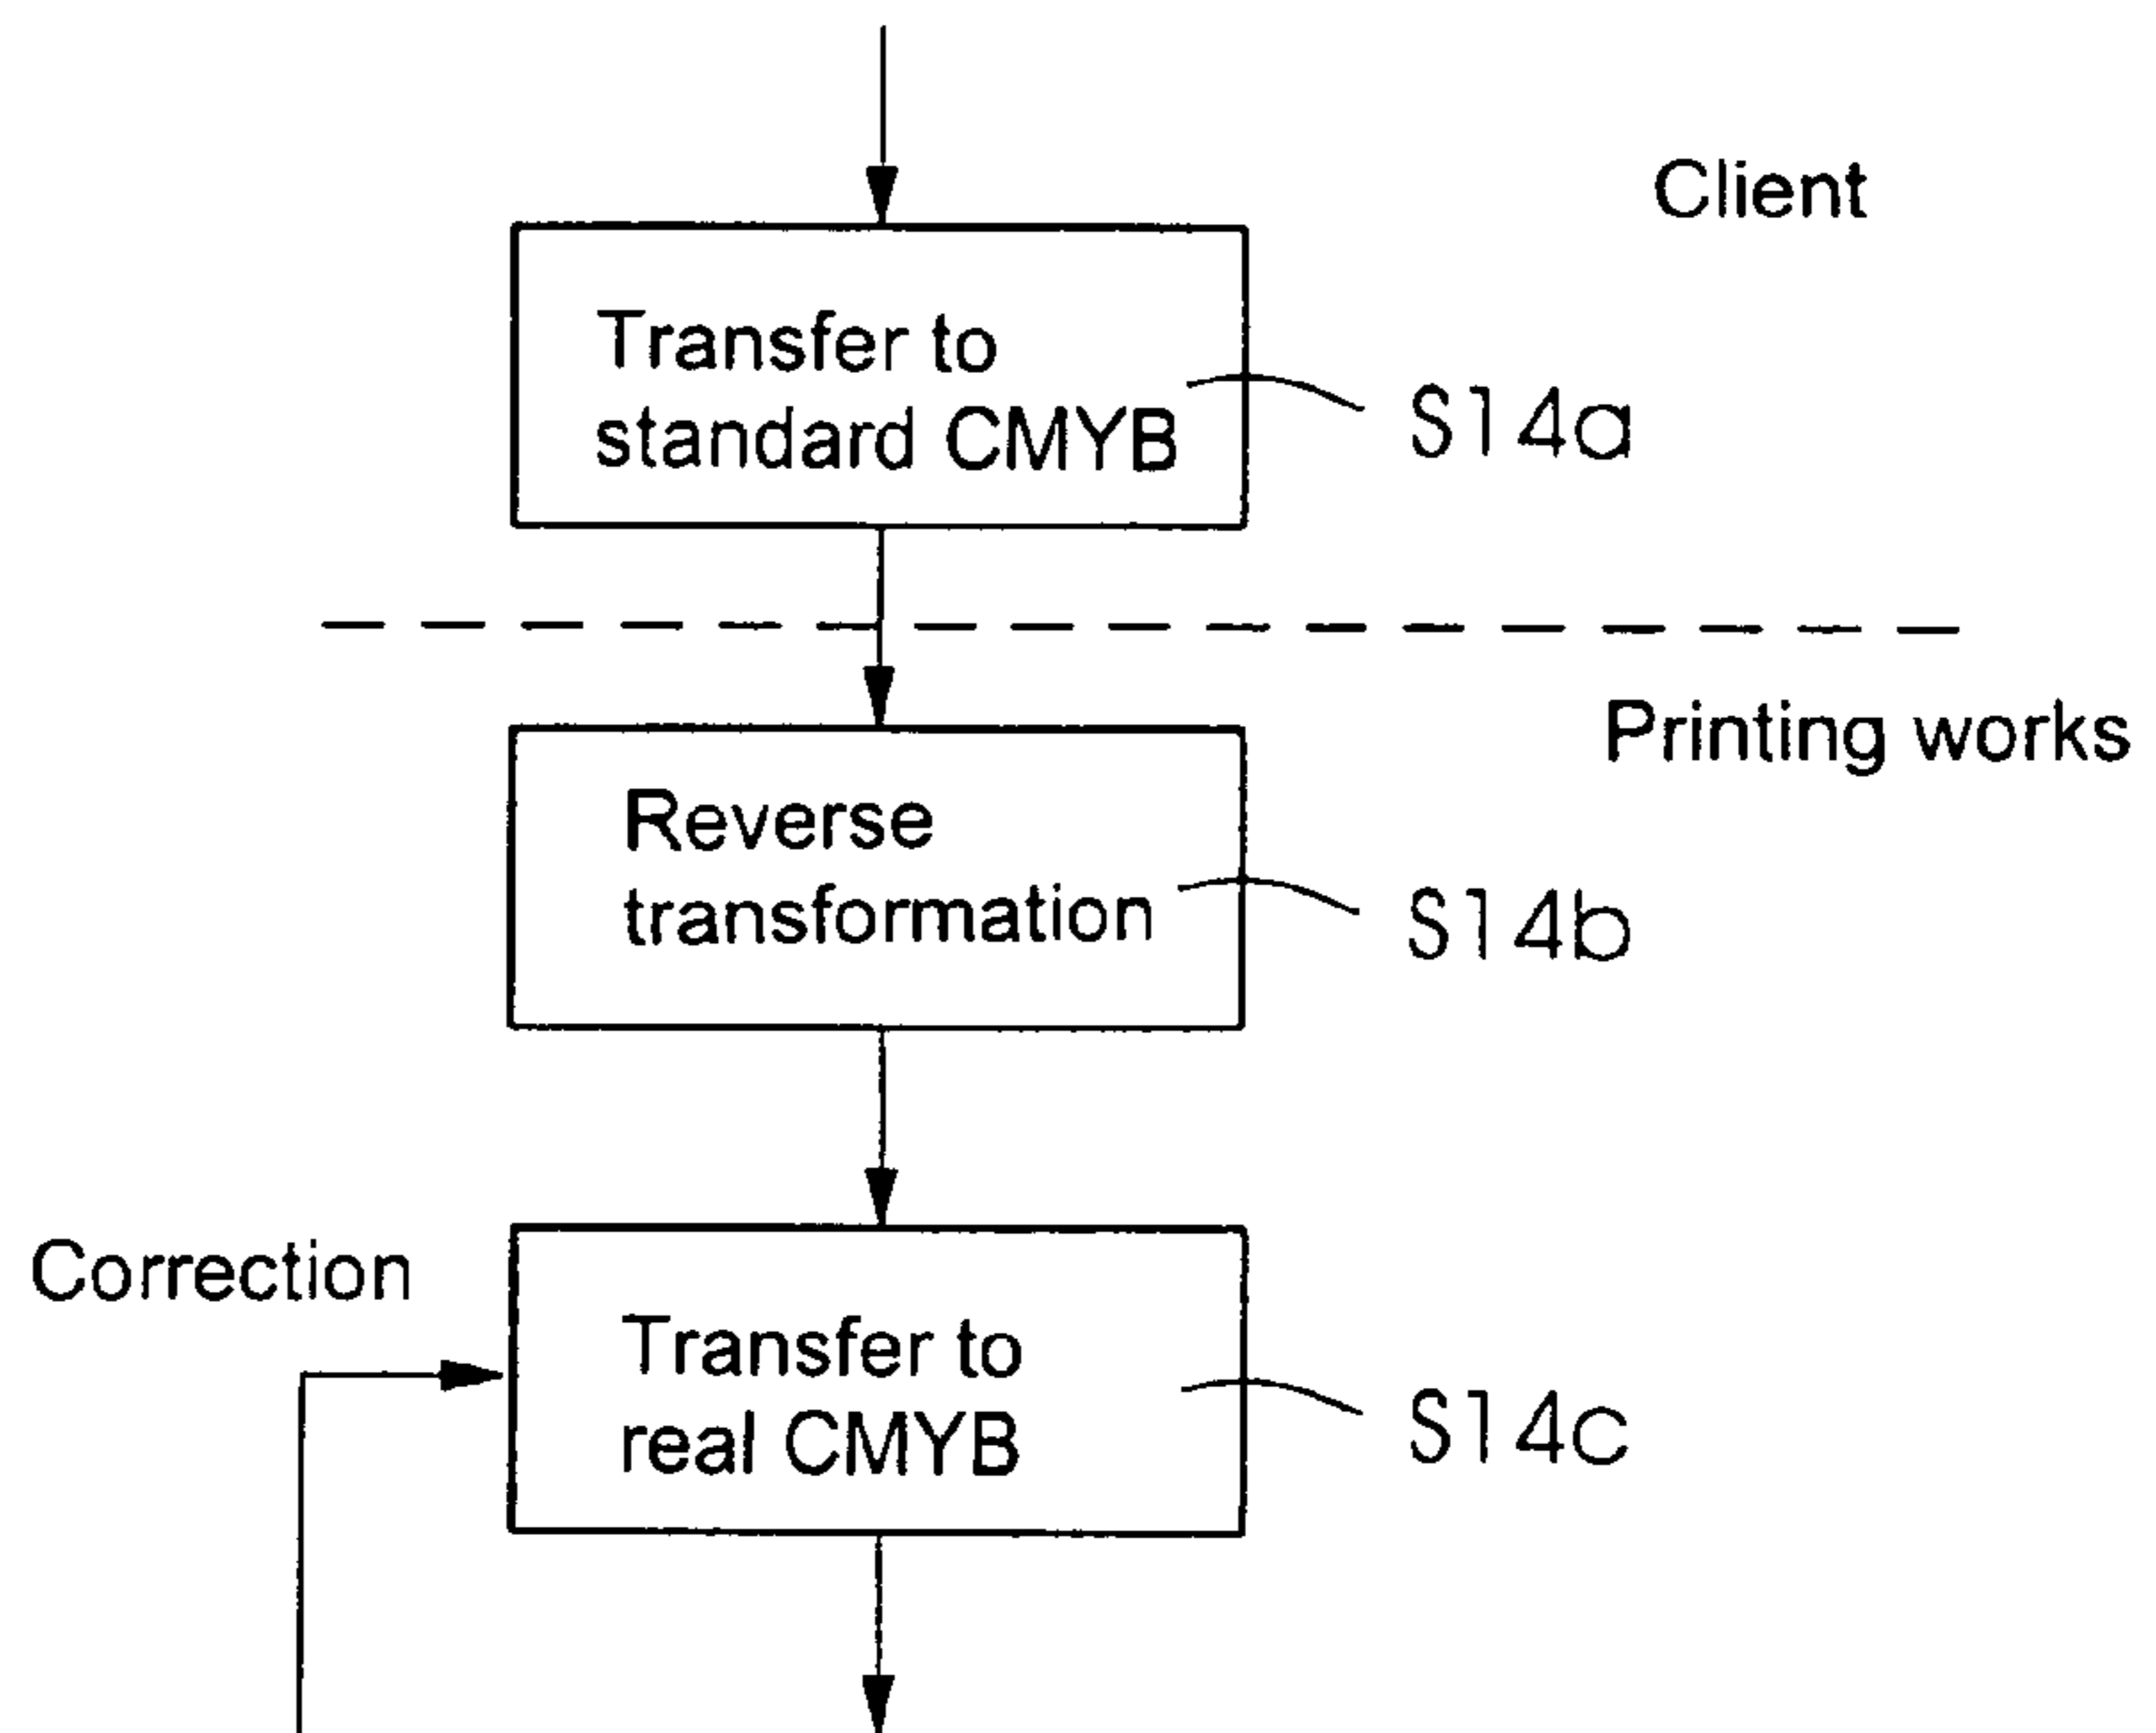 Client
Transfer to
standard CMYB
S14a
Printing works
Reverse
transformation
S14b
Correction
Transfer to
real CMYB
S14c